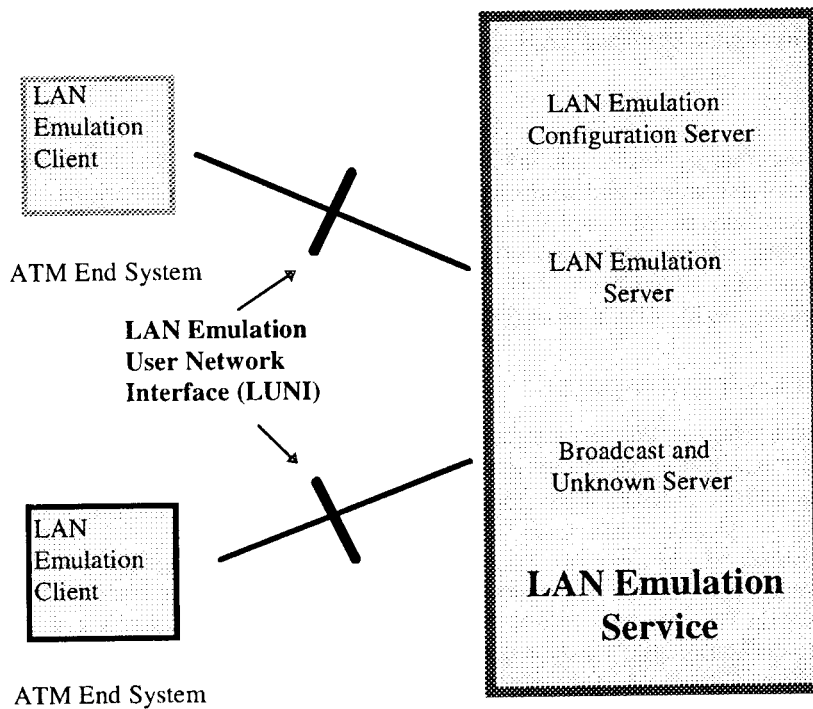 LAN
Emulation
Client
ATM End System
LAN Emulation
User Network
Interface (LUNI)
LAN
Emulation
Client
ATM End System
LAN Emulation
Configuration Server
LAN Emulation
Server
Broadcast and
Unknown Server
LAN Emulation
Service